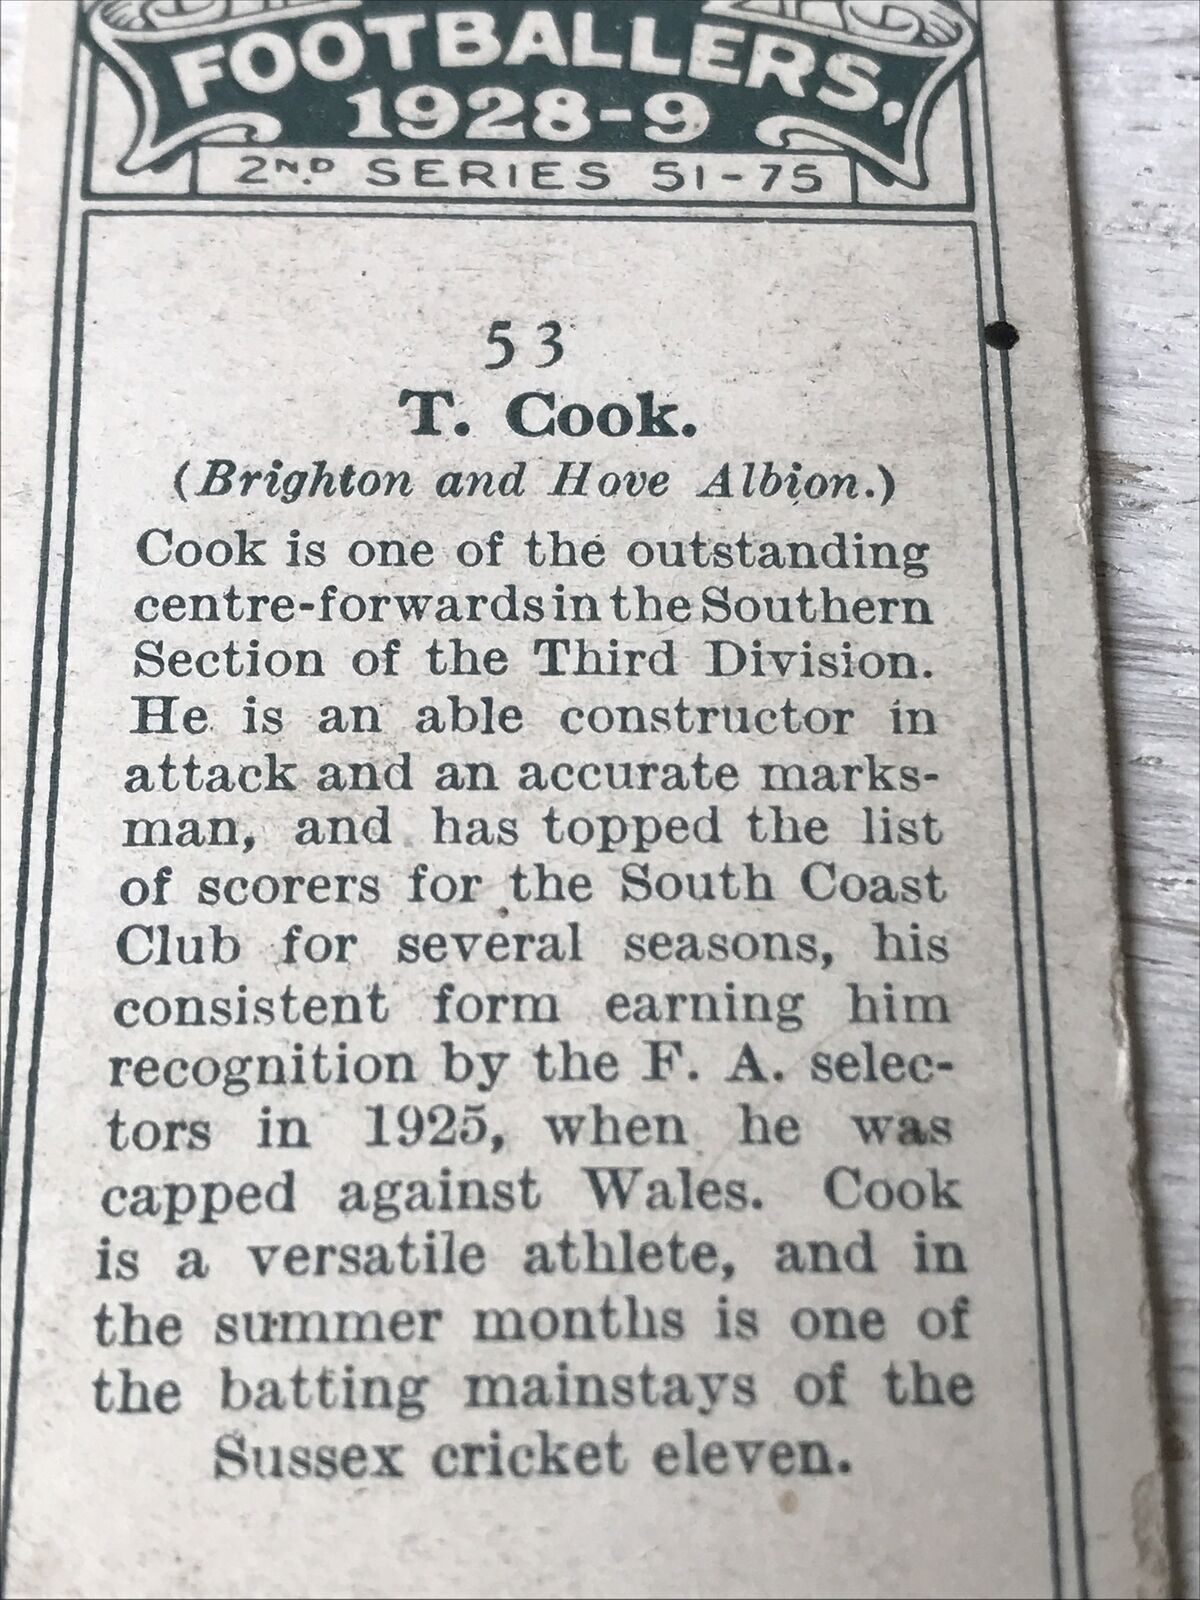 FOOTBALLERS,
1928-9
2ND SERIES 51-75
53
T. Cook.
(Brighton and Hove Albion.)
Cook is one of the outstanding
centre-forwards in the Southern
Section of the Third Division.
He is an able constructor in
attack and an accurate marks-
man, and has topped the list
of scorers for the South Coast
Club for several seasons, his
consistent form earning him
recognition by the F. A. selec-
tors in 1925, when he was
capped against Wales. Cook
is a versatile athlete, and in
the summer months is one of
the batting mainstays of the
Sussex cricket eleven.